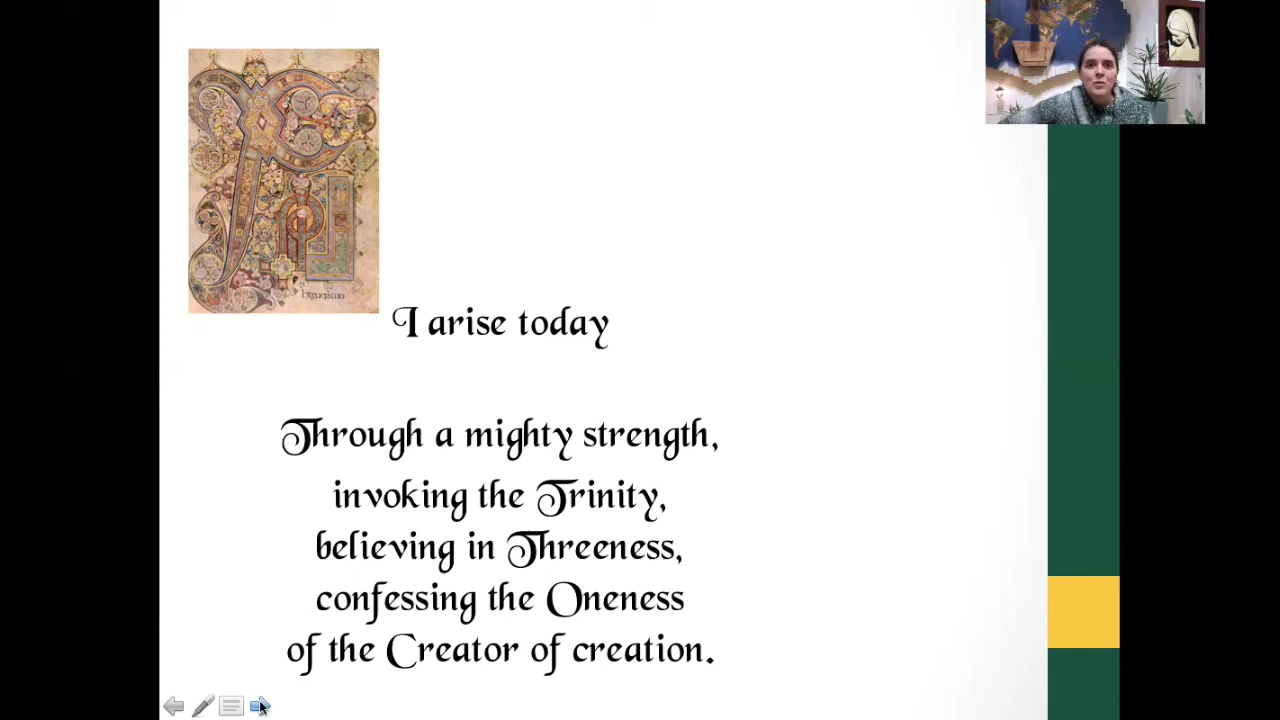 I arise today
Through a mighty strength,
invoking the Trinity,
believing in Threeness,
confessing the Oneness
of the Creator of creation.